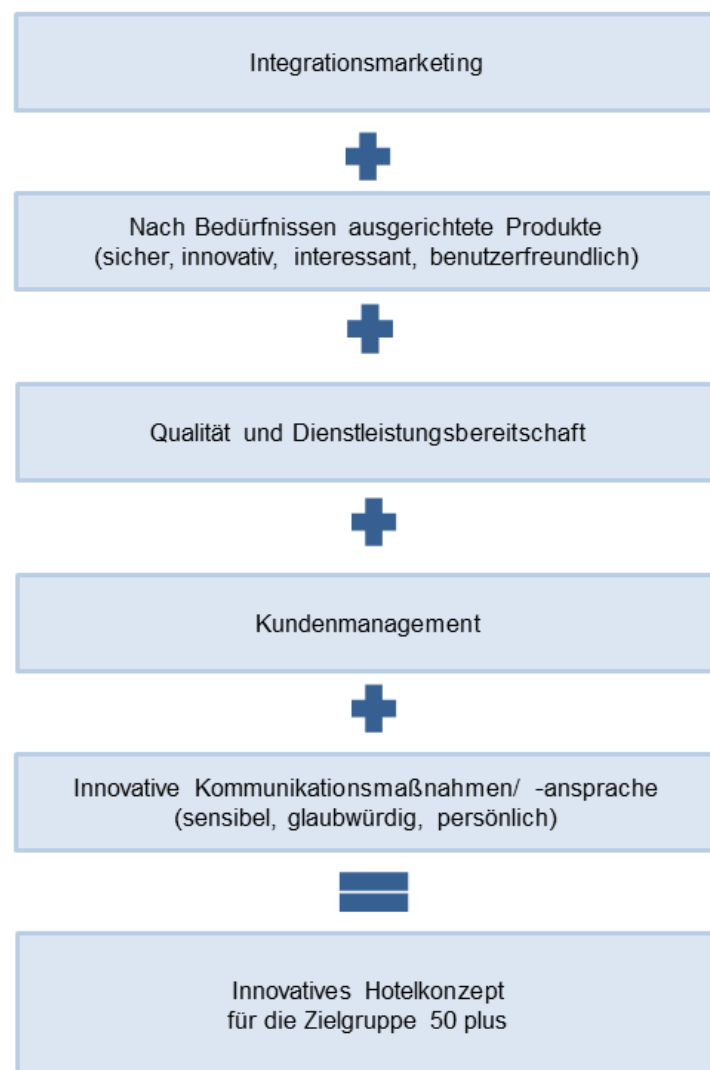 Integrationsmarketing
Nach Bedürfnissen ausgerichtete Produkte
(sicher, innovativ, interessant, benutzerfreundlich)
Qualität und Dienstleistungsbereitschaft
Kundenmanagement
Innovative Kommunikationsmaßnahmen/ -ansprache
(sensibel, glaubwürdig, persönlich)
Innovatives Hotelkonzept
für die Zielgruppe 50 plus